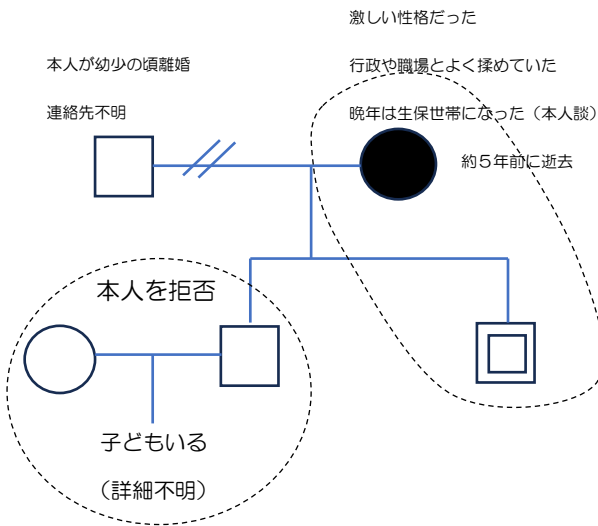 激しい性格だった
行政や職場とよく揉めていた
晩年は生保世帯になった（本人談）
約５年前に逝去
本人が幼少の頃離婚
連絡先不明
本人を拒否
子どもいる
（詳細不明）